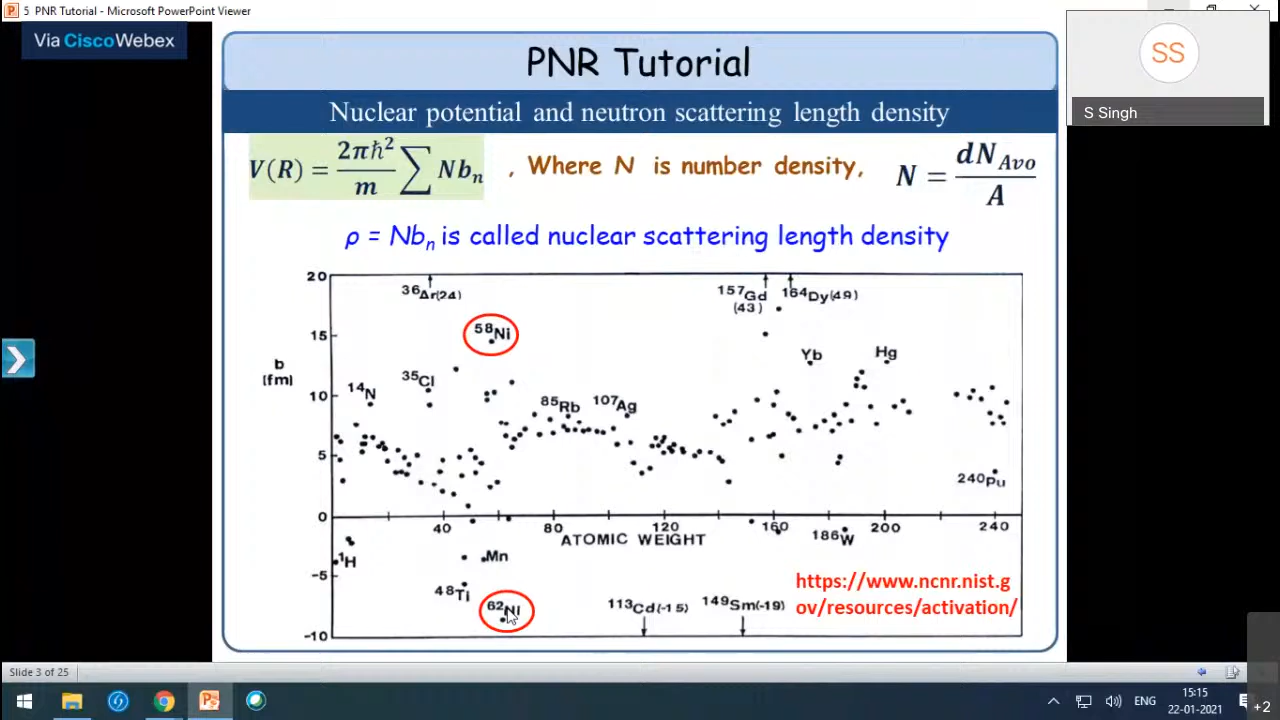 5 PNR Tutorial - Microsoft PowerPoint Viewer
Via CiscoWebex
SS
S Singh
PNR Tutorial
Nuclear potential and neutron scattering length density
V(R) = 2πℏ²/m ∑ Nbₙ , Where N is number density, N = dN_Avo/A
ρ = Nbₙ is called nuclear scattering length density
20
15
10
5
0
-5
-10
b
(fm)
36Ar(24)
157Gd
(43)
164Dy(49)
58Ni
Yb
Hg
14N
35Cl
85Rb
107Ag
240Pu
40
80
120
160
200
240
ATOMIC WEIGHT
186W
1H
Mn
48Ti
62Ni
113Cd(-15)
149Sm(-19)
https://www.ncnr.nist.g
ov/resources/activation/
Slide 3 of 25
ENG
15:15
22-01-2021
+2